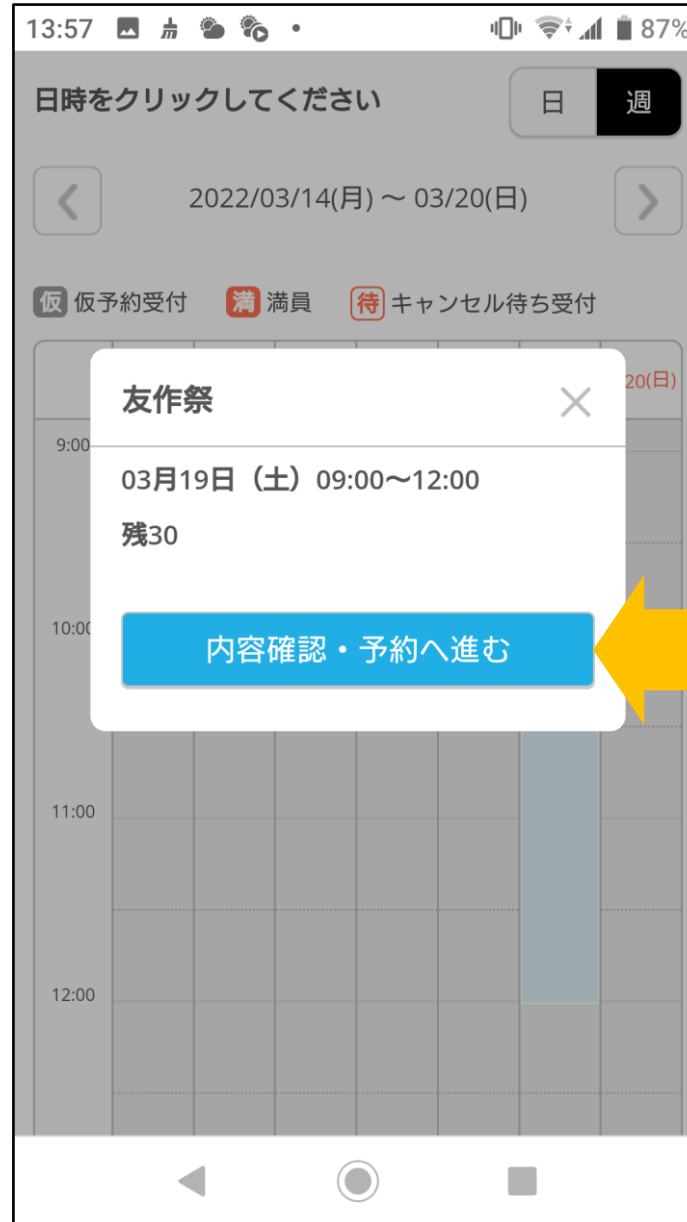 13:57 87%
日時をクリックしてください 日 週
2022/03/14(月) ～ 03/20(日)
仮 仮予約受付 満 満員 待 キャンセル待ち受付
20(日)
友作祭
9:00
03月19日（土）09:00～12:00
残30
10:00
内容確認・予約へ進む
11:00
12:00